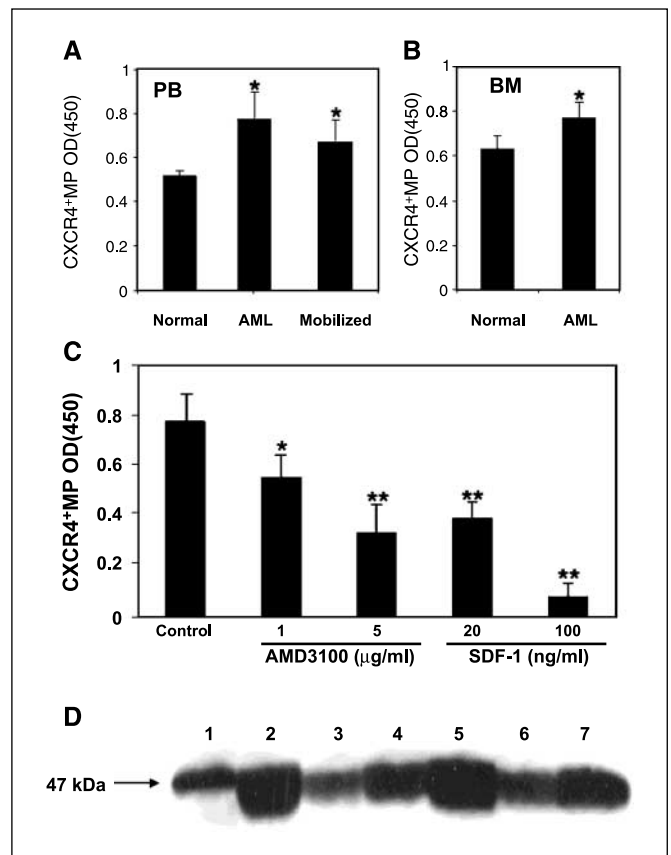 A
CXCR4+MP OD(450)
1
0.8
0.6
0.4
0.2
0
PB
*
*
Normal AML Mobilized
B
CXCR4+MP OD(450)
1
0.8
0.6
0.4
0.2
0
BM
*
Normal AML
C
CXCR4+MP OD(450)
1
0.8
0.6
0.4
0.2
0
*
**
**
**
Control 1 5 20 100
AMD3100 (μg/ml) SDF-1 (ng/ml)
D
1 2 3 4 5 6 7
47 kDa